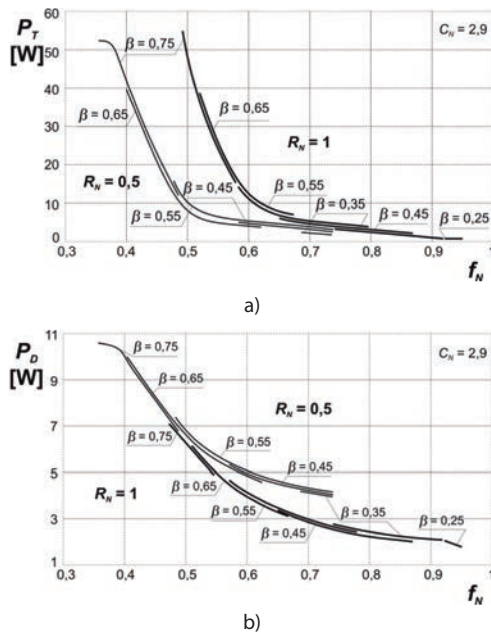 P_T
[W]
60
50
40
30
20
10
0
C_N = 2,9
β = 0,75
β = 0,65
β = 0,65
R_N = 1
R_N = 0,5
β = 0,45
β = 0,55
β = 0,35
β = 0,55
β = 0,45
β = 0,25
0,3 0,4 0,5 0,6 0,7 0,8 0,9 1
f_N
a)
P_D
[W]
11
9
7
5
3
1
C_N = 2,9
β = 0,75
β = 0,65
R_N = 0,5
β = 0,75
β = 0,55
β = 0,45
R_N = 1
β = 0,65
β = 0,55
β = 0,35
β = 0,25
β = 0,45
0,3 0,4 0,5 0,6 0,7 0,8 0,9 1
f_N
b)